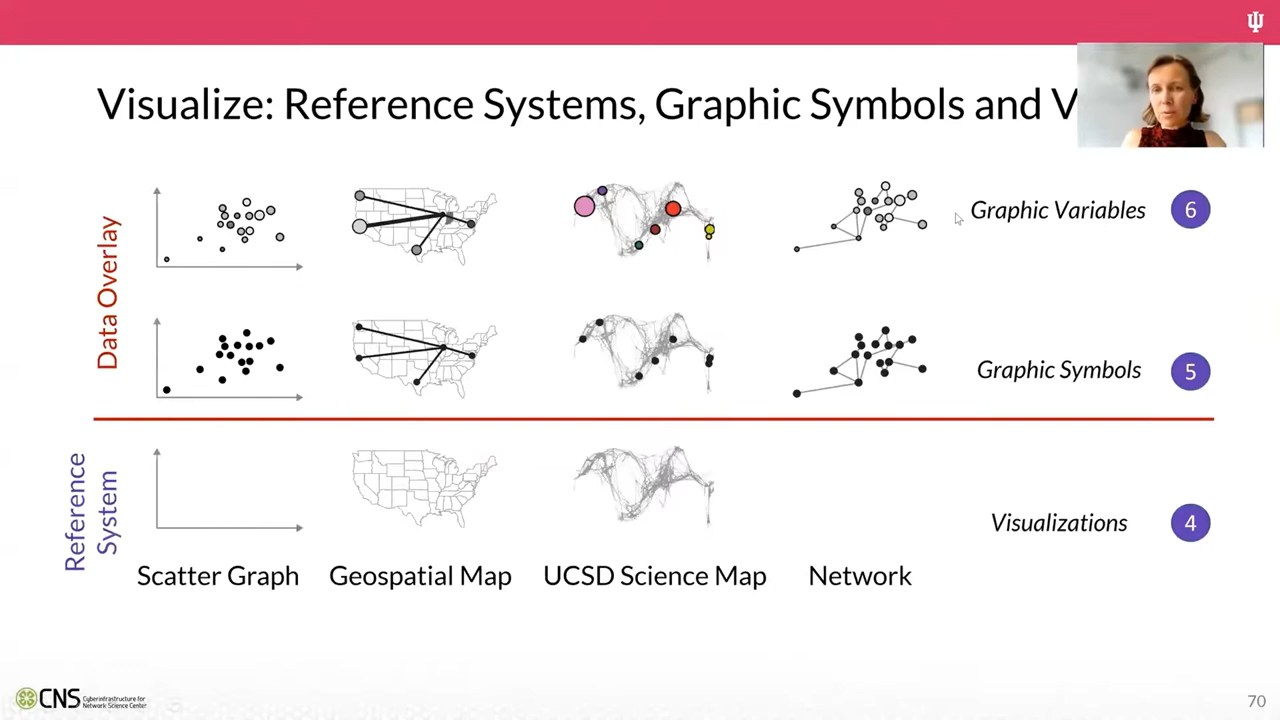 Visualize: Reference Systems, Graphic Symbols and V
Data Overlay
Graphic Variables
6
Graphic Symbols
5
Reference
System
Visualizations
4
Scatter Graph
Geospatial Map
UCSD Science Map
Network
CNS
Cyberinfrastructure for
Network Science Center
70